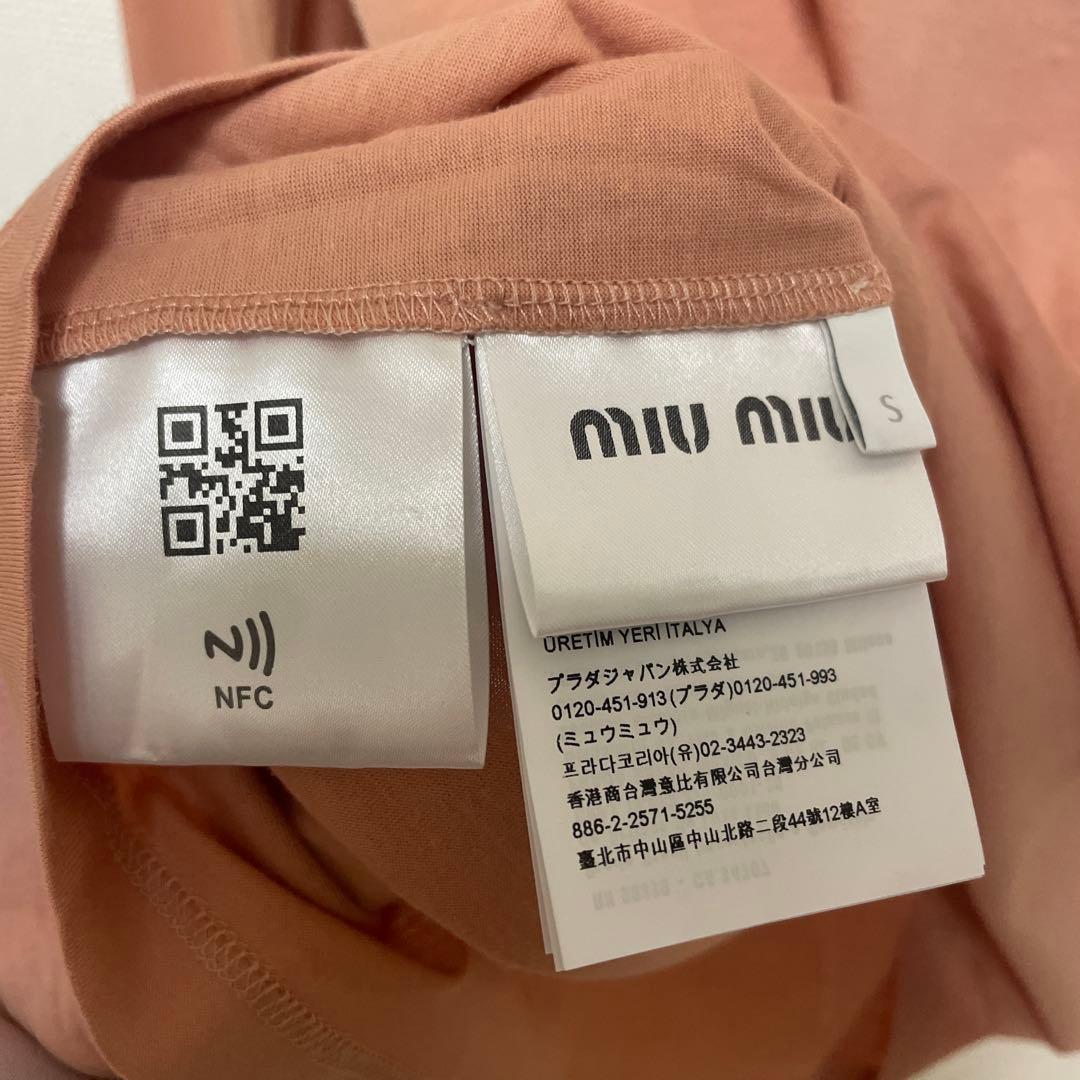 NFC
miu miu
S
ÜRETİM YERİ İTALYA
プラダジャパン株式会社
0120-451-913(プラダ)0120-451-993
(ミュウミュウ)
프라다코리아(유)02-3443-2323
香港商台灣意比有限公司台灣分公司
886-2-2571-5255
臺北市中山區中山北路二段44號12樓A室